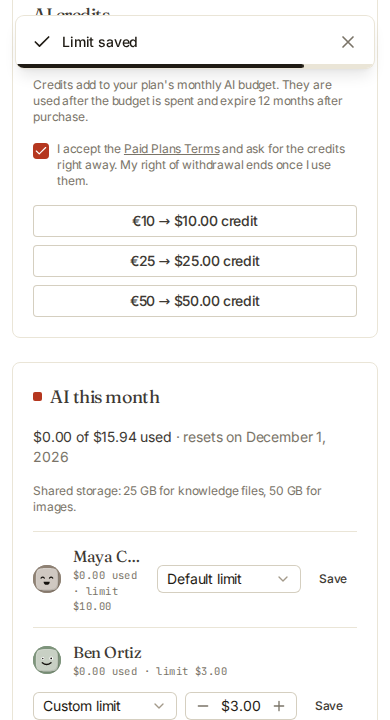 AI credits
Limit saved
Credits add to your plan's monthly AI budget. They are
used after the budget is spent and expire 12 months after
purchase.
I accept the Paid Plans Terms and ask for the credits
right away. My right of withdrawal ends once I use
them.
€10 → $10.00 credit
€25 → $25.00 credit
€50 → $50.00 credit
AI this month
$0.00 of $15.94 used · resets on December 1,
2026
Shared storage: 25 GB for knowledge files, 50 GB for
images.
Maya C...
$0.00 used
· limit
$10.00
Default limit
Save
Ben Ortiz
$0.00 used · limit $3.00
Custom limit
— $3.00 +
Save